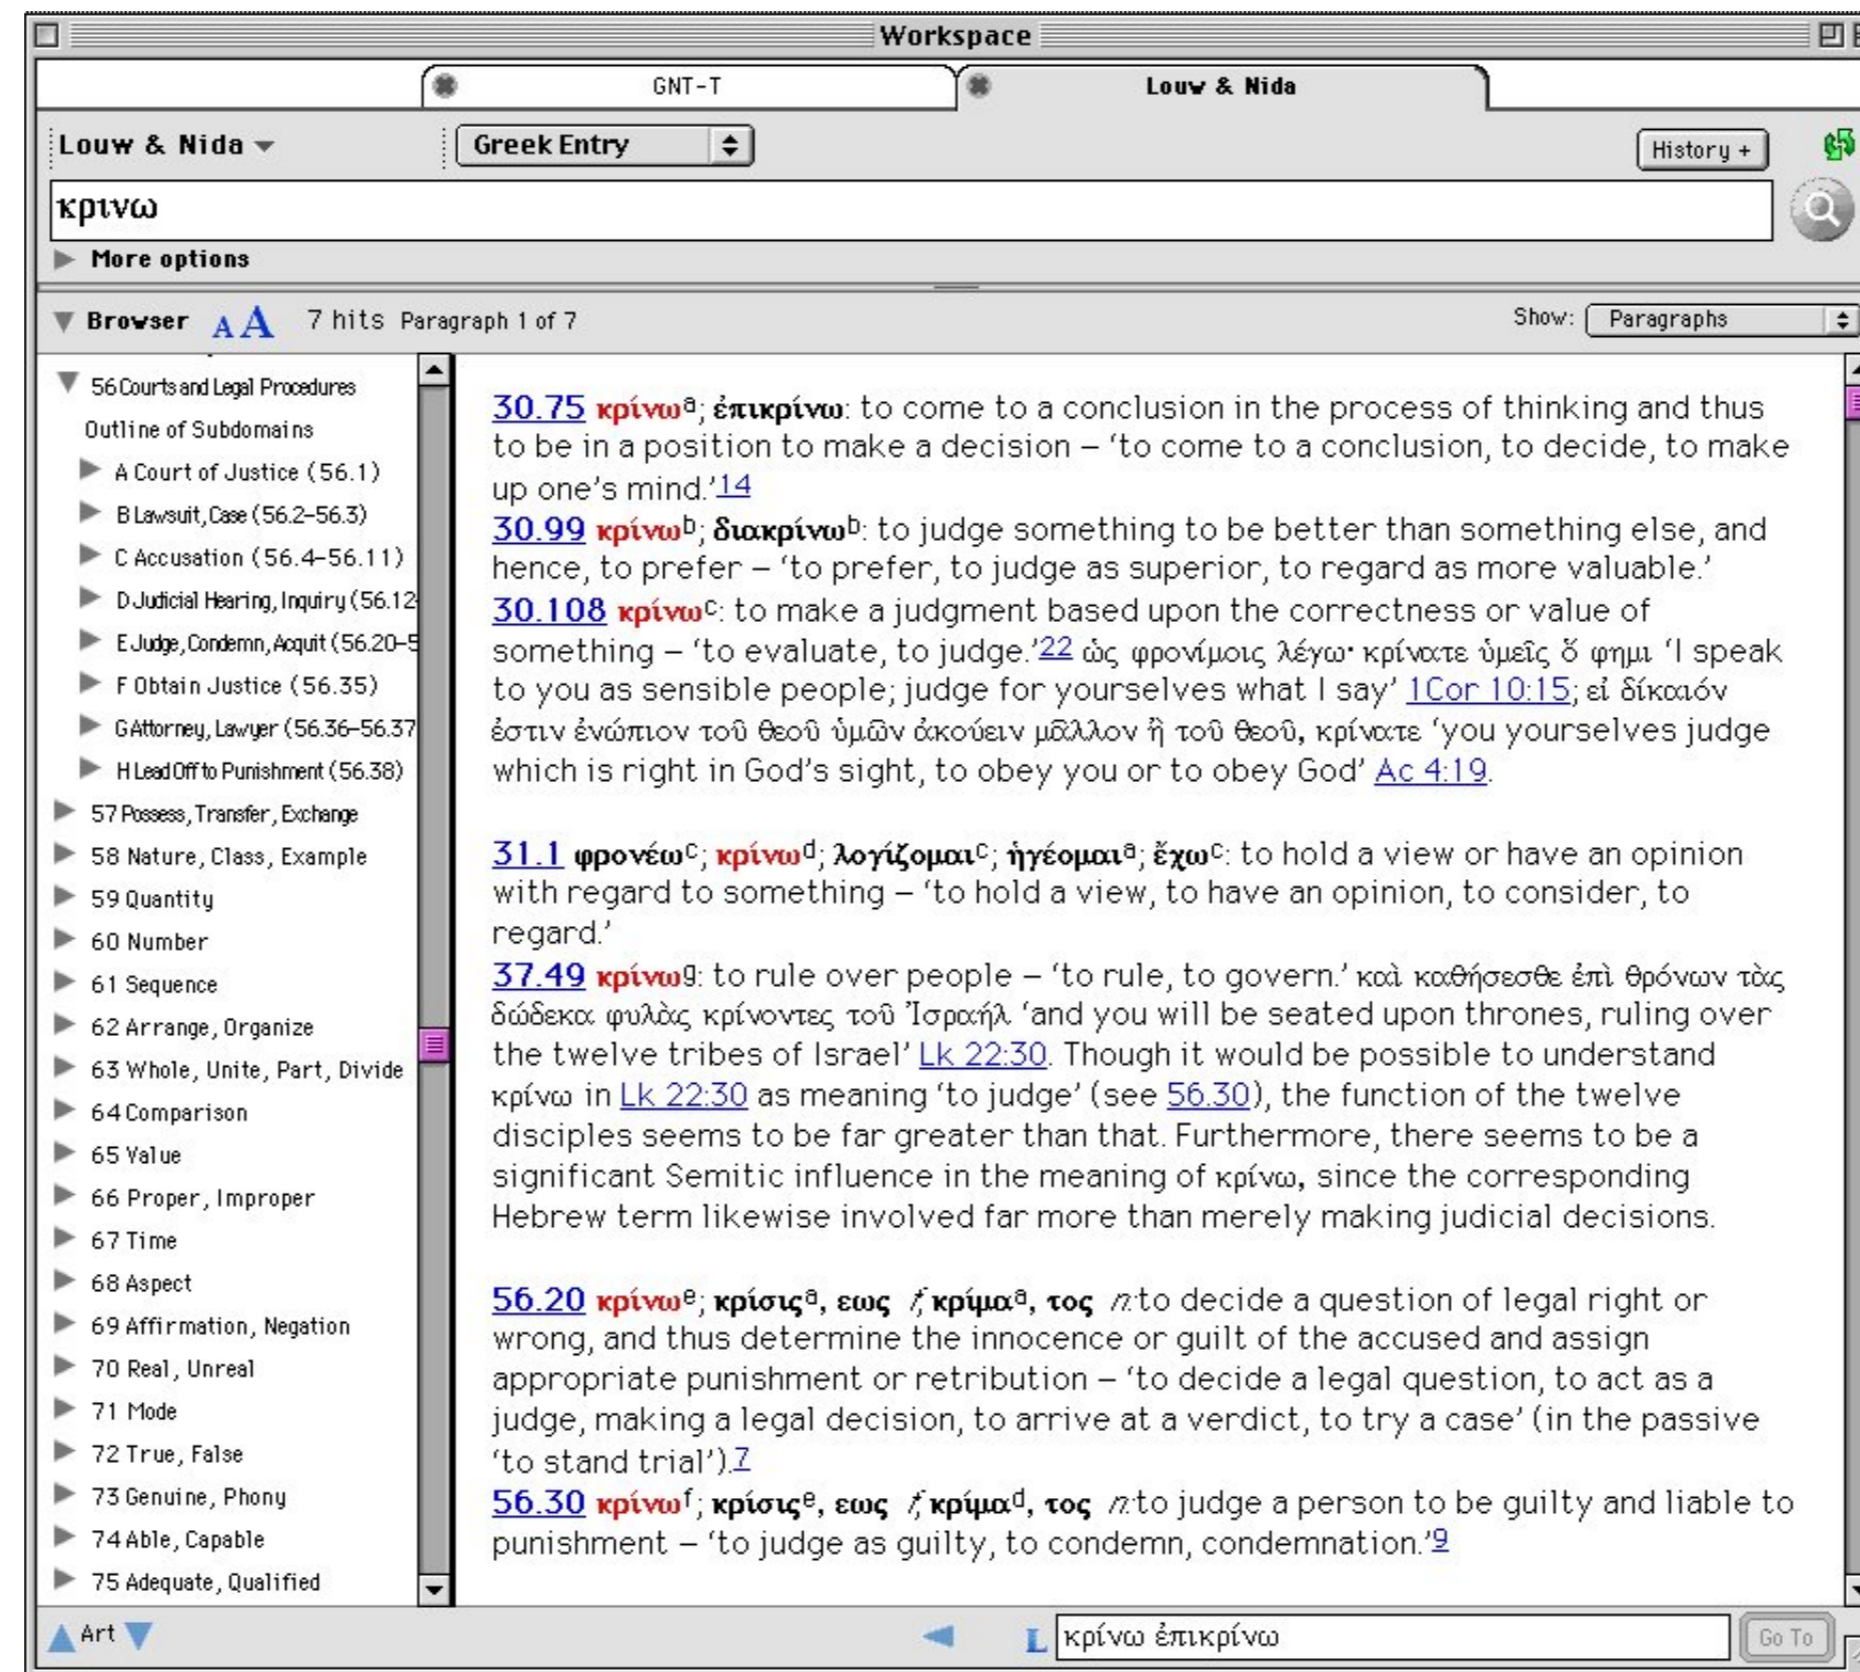 Workspace
GNT-T
Louw & Nida
Louw & Nida
Greek Entry
History +
κρινω
More options
Browser A A 7 hits Paragraph 1 of 7
Show: Paragraphs
56 Courts and Legal Procedures
Outline of Subdomains
A Court of Justice (56.1)
B Lawsuit, Case (56.2–56.3)
C Accusation (56.4–56.11)
D Judicial Hearing, Inquiry (56.12-
E Judge, Condemn, Acquit (56.20–5
F Obtain Justice (56.35)
G Attorney, Lawyer (56.36–56.37
H Lead Off to Punishment (56.38)
57 Possess, Transfer, Exchange
58 Nature, Class, Example
59 Quantity
60 Number
61 Sequence
62 Arrange, Organize
63 Whole, Unite, Part, Divide
64 Comparison
65 Value
66 Proper, Improper
67 Time
68 Aspect
69 Affirmation, Negation
70 Real, Unreal
71 Mode
72 True, False
73 Genuine, Phony
74 Able, Capable
75 Adequate, Qualified
30.75 κρίνωa; ἐπικρίνω: to come to a conclusion in the process of thinking and thus
to be in a position to make a decision – ‘to come to a conclusion, to decide, to make
up one’s mind.’14
30.99 κρίνωb; διακρίνωb: to judge something to be better than something else, and
hence, to prefer – ‘to prefer, to judge as superior, to regard as more valuable.’
30.108 κρίνωc: to make a judgment based upon the correctness or value of
something – ‘to evaluate, to judge.’22 ὡς φρονίμοις λέγω· κρίνατε ὑμεῖς ὅ φημι ‘I speak
to you as sensible people; judge for yourselves what I say’ 1Cor 10:15; εἰ δίκαιόν
ἐστιν ἐνώπιον τοῦ θεοῦ ὑμῶν ἀκούειν μᾶλλον ἢ τοῦ θεοῦ, κρίνατε ‘you yourselves judge
which is right in God’s sight, to obey you or to obey God’ Ac 4:19.
31.1 φρονέωc; κρίνωd; λογίζομαιc; ἡγέομαιa; ἔχωc: to hold a view or have an opinion
with regard to something – ‘to hold a view, to have an opinion, to consider, to
regard.’
37.49 κρίνωg: to rule over people – ‘to rule, to govern.’ καὶ καθήσεσθε ἐπὶ θρόνων τὰς
δώδεκα φυλὰς κρίνοντες τοῦ Ἰσραήλ ‘and you will be seated upon thrones, ruling over
the twelve tribes of Israel’ Lk 22:30. Though it would be possible to understand
κρίνω in Lk 22:30 as meaning ‘to judge’ (see 56.30), the function of the twelve
disciples seems to be far greater than that. Furthermore, there seems to be a
significant Semitic influence in the meaning of κρίνω, since the corresponding
Hebrew term likewise involved far more than merely making judicial decisions.
56.20 κρίνωe; κρίσιςa, εως f; κρίμαa, τος n: to decide a question of legal right or
wrong, and thus determine the innocence or guilt of the accused and assign
appropriate punishment or retribution – ‘to decide a legal question, to act as a
judge, making a legal decision, to arrive at a verdict, to try a case’ (in the passive
‘to stand trial’).7
56.30 κρίνωf; κρίσιςe, εως f; κρίμαd, τος n: to judge a person to be guilty and liable to
punishment – ‘to judge as guilty, to condemn, condemnation.’9
Art
L κρίνω ἐπικρίνω
Go To